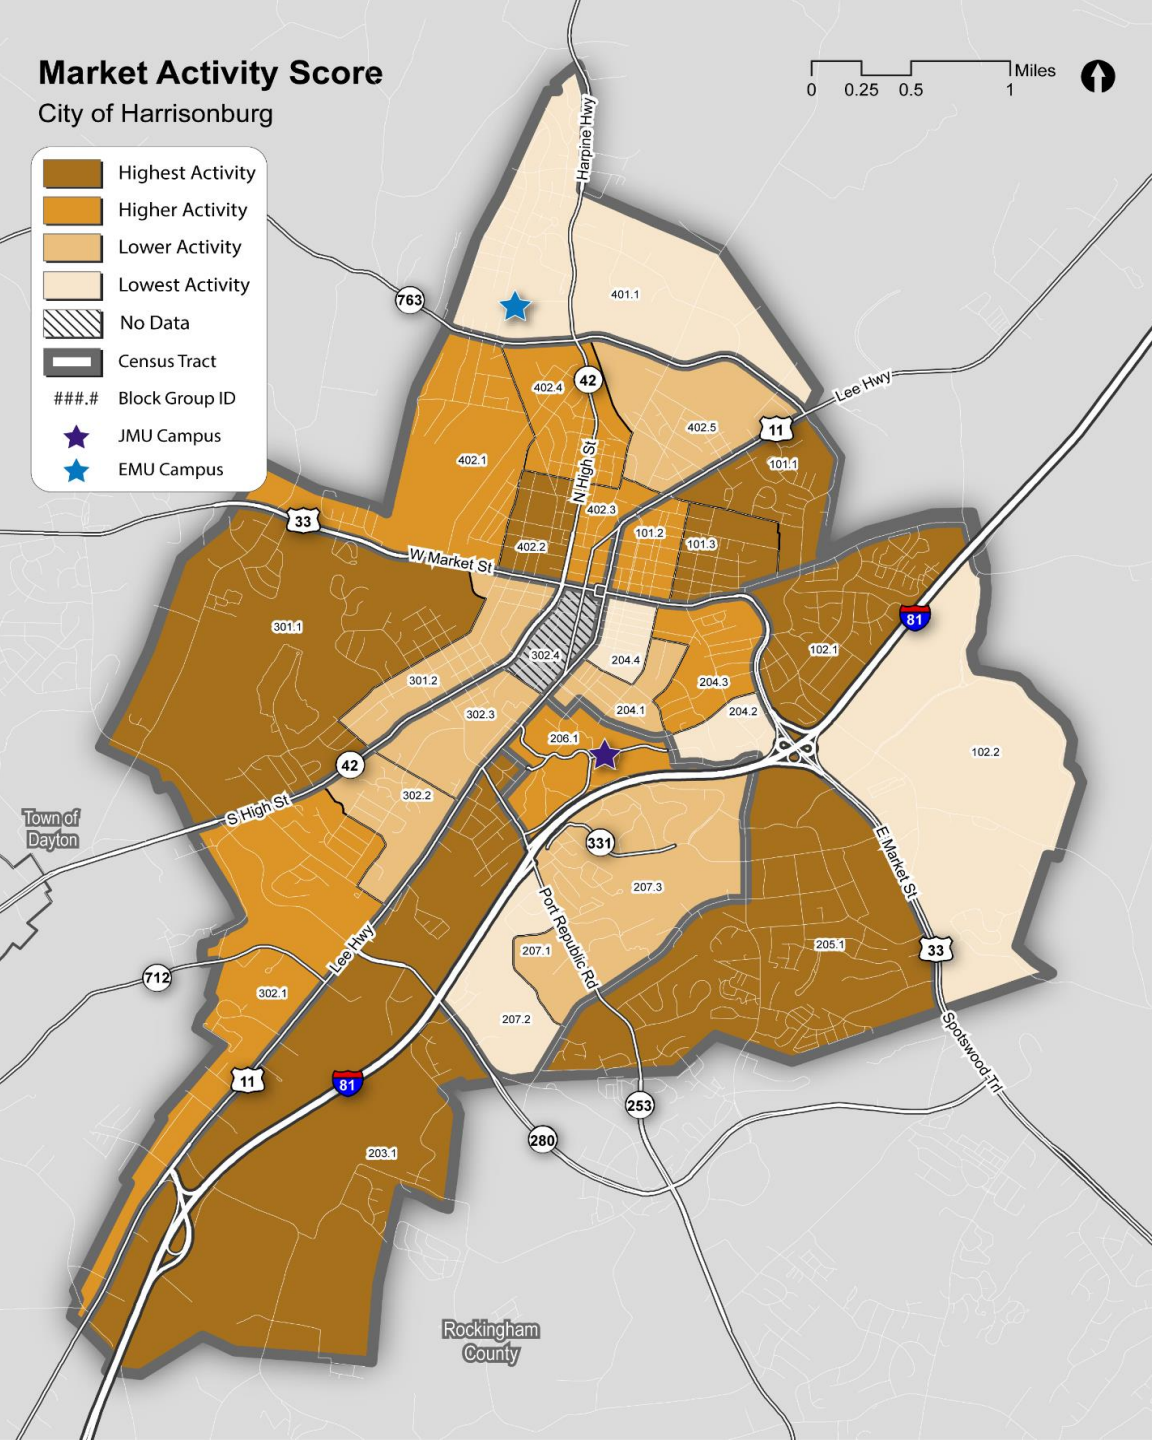 Market Activity Score
City of Harrisonburg
Highest Activity
Higher Activity
Lower Activity
Lowest Activity
No Data
Census Tract
###.# Block Group ID
JMU Campus
EMU Campus
Miles
0 0.25 0.5 1
Harpine Hwy
763
401.1
42
402.4
Lee Hwy
11
402.5
402.1
101.1
N High St
33
402.3
402.2
101.2
101.3
W Market St
81
301.1
102.1
302.4
204.4
301.2
204.3
302.3
204.1
204.2
206.1
102.2
42
302.2
S High St
Town of
Dayton
331
E Market St
207.3
Port Republic Rd
Lee Hwy
205.1
33
207.1
712
302.1
207.2
Spotswood Trl
11
81
253
280
203.1
Rockingham
County